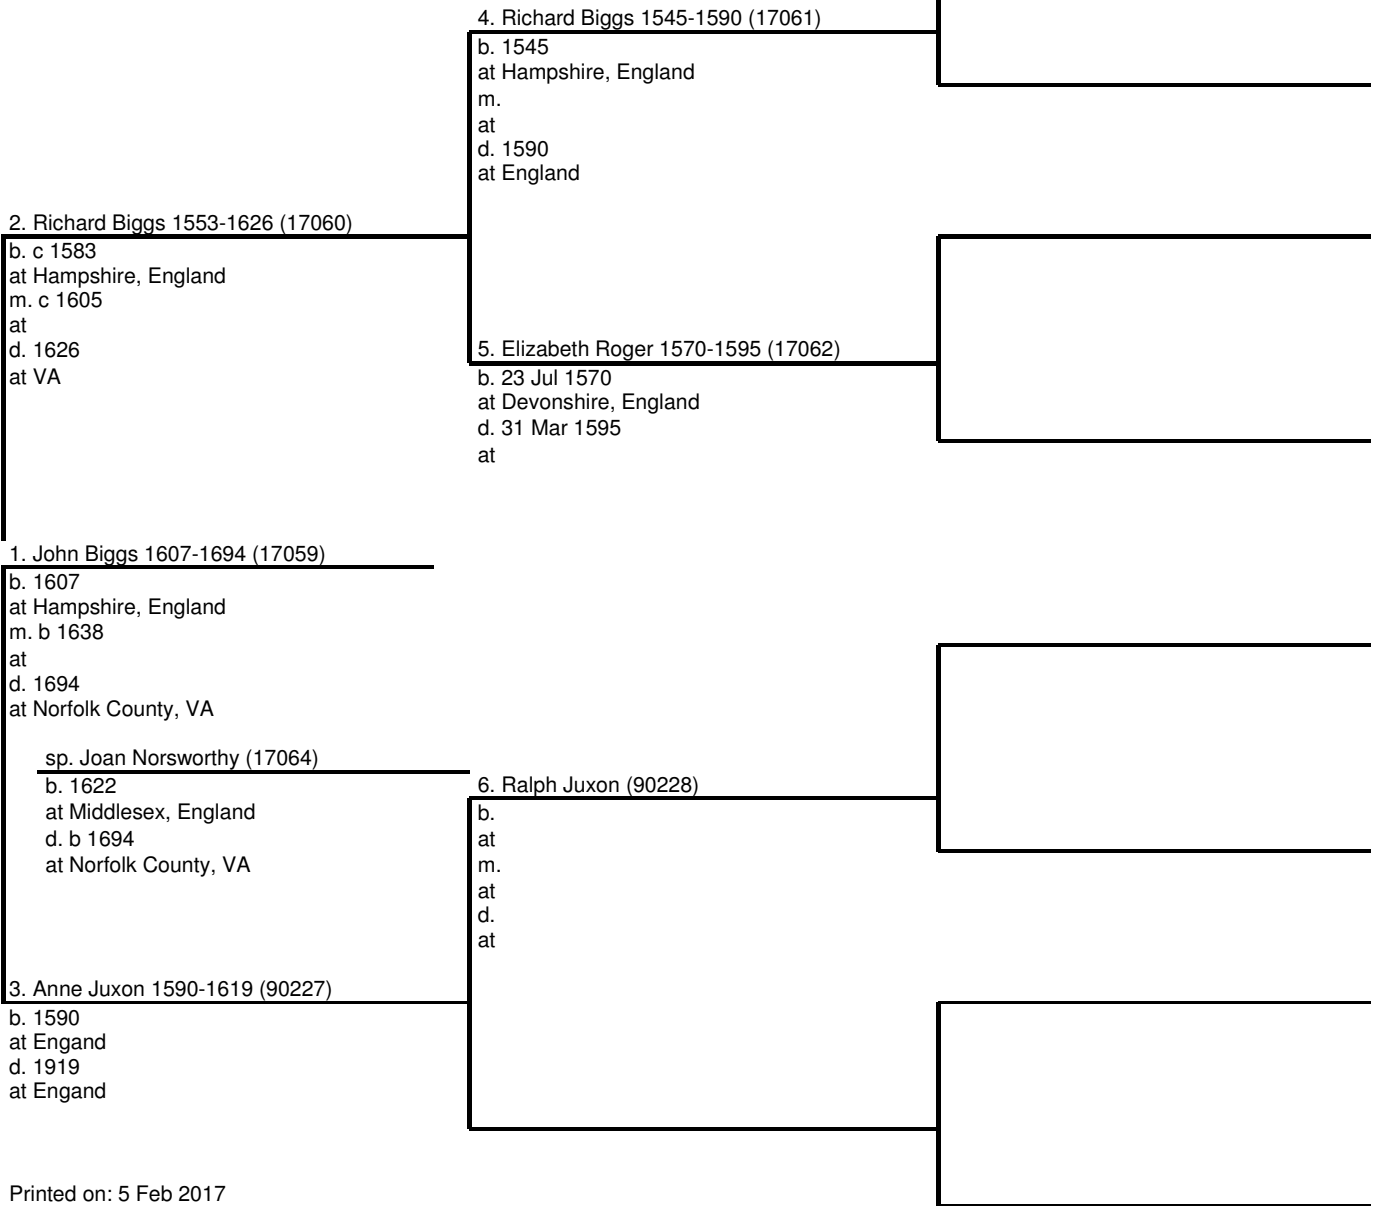 4. Richard Biggs 1545-1590 (17061)
b. 1545
at Hampshire, England
m.
at
d. 1590
at England
2. Richard Biggs 1553-1626 (17060)
b. c 1583
at Hampshire, England
m. c 1605
at
d. 1626
at VA
5. Elizabeth Roger 1570-1595 (17062)
b. 23 Jul 1570
at Devonshire, England
d. 31 Mar 1595
at
1. John Biggs 1607-1694 (17059)
b. 1607
at Hampshire, England
m. b 1638
at
d. 1694
at Norfolk County, VA
sp. Joan Norsworthy (17064)
b. 1622
at Middlesex, England
d. b 1694
at Norfolk County, VA
6. Ralph Juxon (90228)
b.
at
m.
at
d.
at
3. Anne Juxon 1590-1619 (90227)
b. 1590
at Engand
d. 1919
at Engand
Printed on: 5 Feb 2017